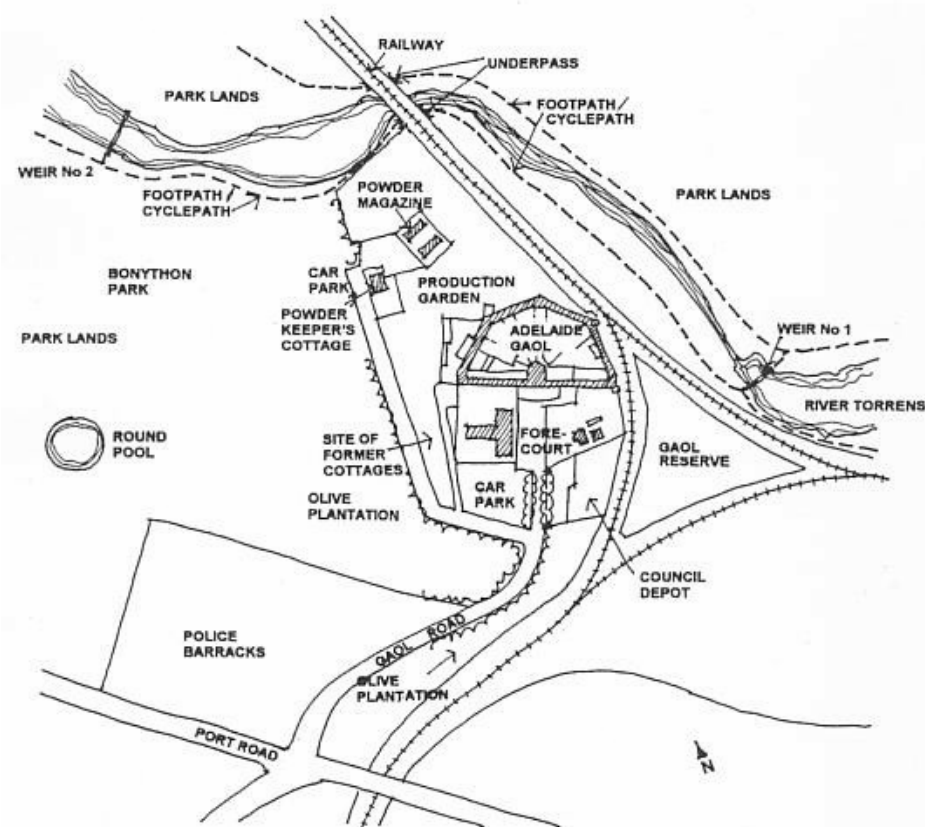 RAILWAY
UNDERPASS
PARK LANDS
FOOTPATH /
CYCLEPATH
WEIR No 2
FOOTPATH /
CYCLEPATH
POWDER
MAGAZINE
PARK LANDS
BONYTHON
PARK
CAR
PARK
PRODUCTION
GARDEN
POWDER
KEEPER'S
COTTAGE
ADELAIDE
GAOL
WEIR No 1
PARK LANDS
RIVER TORRENS
ROUND
POOL
SITE OF
FORMER
COTTAGES
FORE-
COURT
GAOL
RESERVE
CAR
PARK
OLIVE
PLANTATION
COUNCIL
DEPOT
POLICE
BARRACKS
GAOL ROAD
OLIVE
PLANTATION
PORT ROAD
N